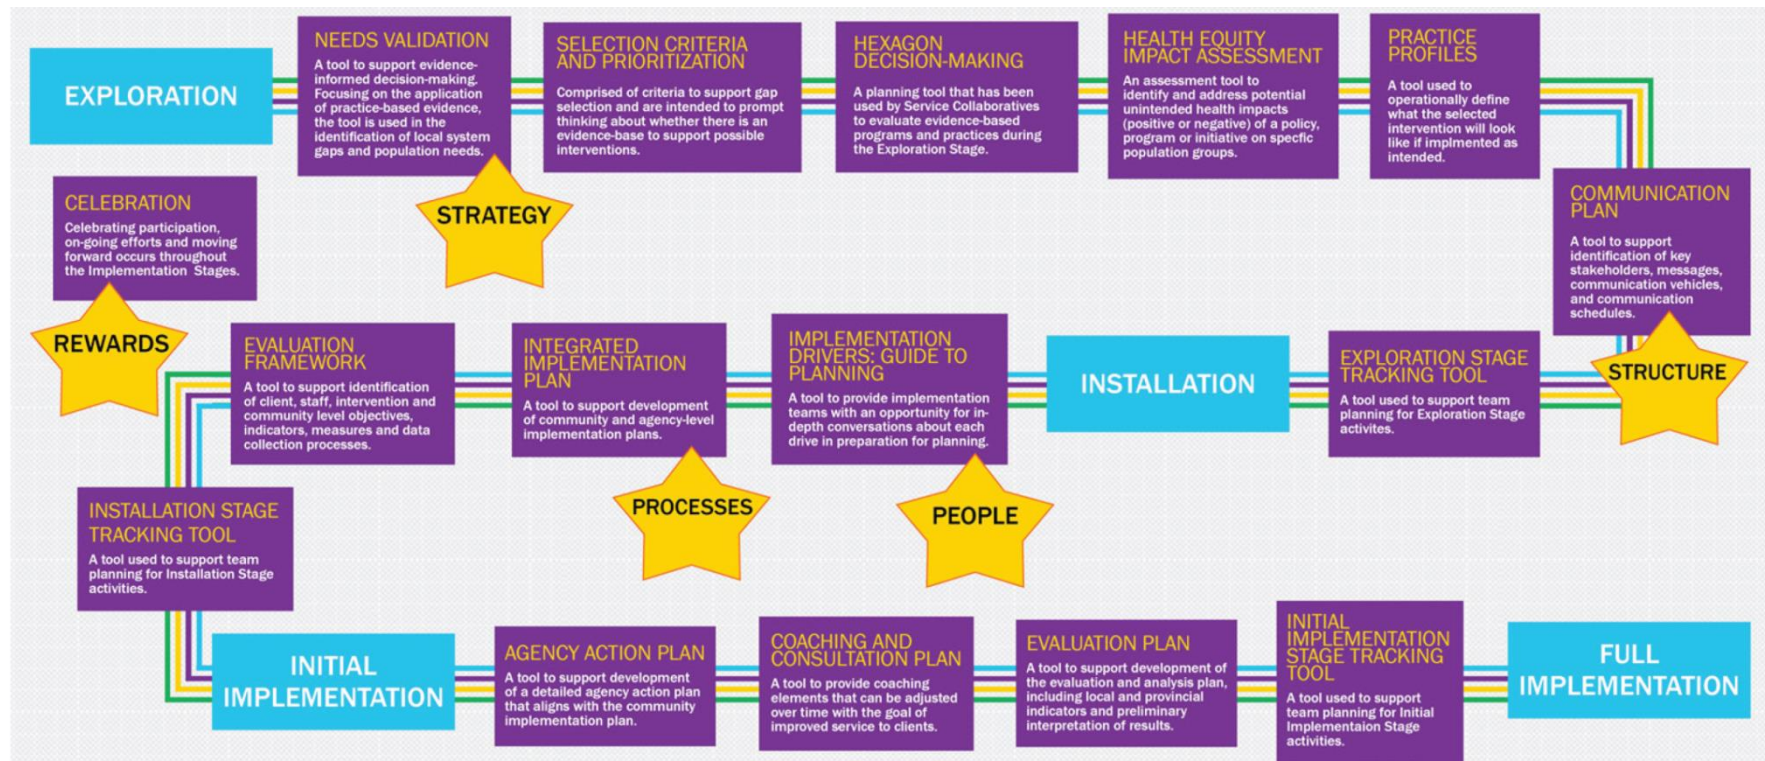 EXPLORATION
NEEDS VALIDATION
A tool to support evidence-
informed decision-making.
Focusing on the application
of practice-based evidence,
the tool is used in the
identification of local system
gaps and population needs.
STRATEGY
SELECTION CRITERIA
AND PRIORITIZATION
Comprised of criteria to support gap
selection and are intended to prompt
thinking about whether there is an
evidence-base to support possible
interventions.
HEXAGON
DECISION-MAKING
A planning tool that has been
used by Service Collaboratives
to evaluate evidence-based
programs and practices during
the Exploration Stage.
HEALTH EQUITY
IMPACT ASSESSMENT
An assessment tool to
identify and address potential
unintended health impacts
(positive or negative) of a policy,
program or initiative on specfic
population groups.
PRACTICE
PROFILES
A tool used to
operationally define
what the selected
intervention will look
like if implmented as
intended.
COMMUNICATION
PLAN
A tool to support
identification of key
stakeholders, messages,
communication vehicles,
and communication
schedules.
STRUCTURE
EXPLORATION STAGE
TRACKING TOOL
A tool used to support team
planning for Exploration Stage
activites.
INSTALLATION
IMPLEMENTATION
DRIVERS: GUIDE TO
PLANNING
A tool to provide implementation
teams with an opportunity for in-
depth conversations about each
drive in preparation for planning.
PEOPLE
INTEGRATED
IMPLEMENTATION
PLAN
A tool to support development
of community and agency-level
implementation plans.
PROCESSES
EVALUATION
FRAMEWORK
A tool to support identification
of client, staff, intervention and
community level objectives,
indicators, measures and data
collection processes.
CELEBRATION
Celebrating participation,
on-going efforts and moving
forward occurs throughout
the Implementation Stages.
REWARDS
INSTALLATION STAGE
TRACKING TOOL
A tool used to support team
planning for Installation Stage
activities.
INITIAL
IMPLEMENTATION
AGENCY ACTION PLAN
A tool to support development
of a detailed agency action plan
that aligns with the community
implementation plan.
COACHING AND
CONSULTATION PLAN
A tool to provide coaching
elements that can be adjusted
over time with the goal of
improved service to clients.
EVALUATION PLAN
A tool to support development of
the evaluation and analysis plan,
including local and provincial
indicators and preliminary
interpretation of results.
INITIAL
IMPLEMENTATION
STAGE TRACKING
TOOL
A tool used to support
team planning for Initial
Implementaion Stage
activities.
FULL
IMPLEMENTATION